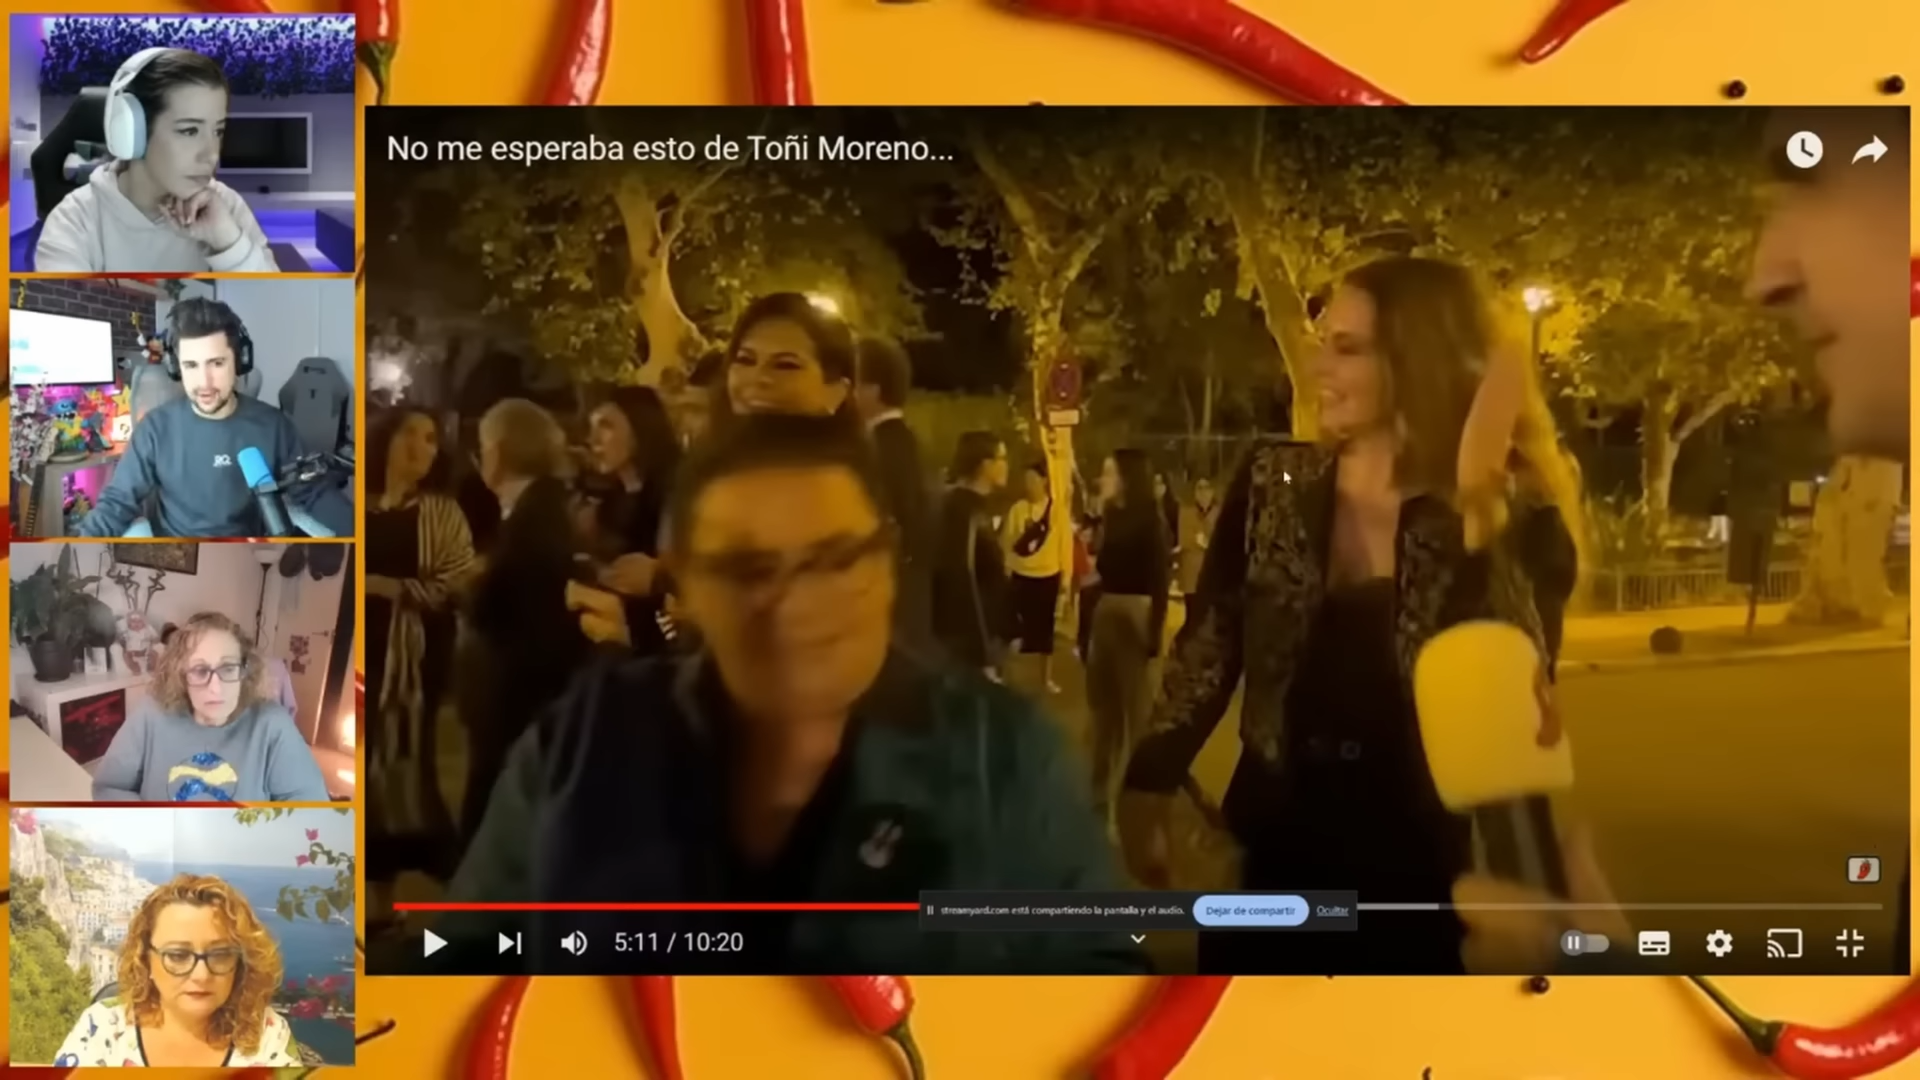 No me esperaba esto de Toñi Moreno...
streamyard.com está compartiendo la pantalla y el audio.
Dejar de compartir
Ocultar
5:11 / 10:20